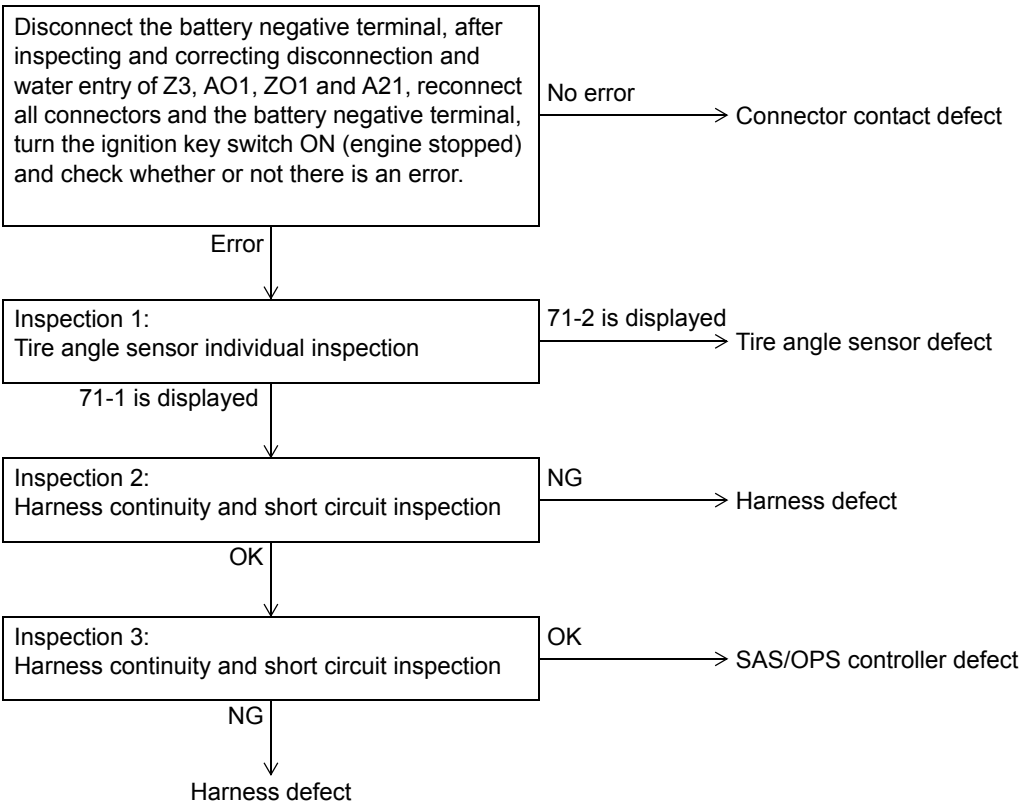 Disconnect the battery negative terminal, after
inspecting and correcting disconnection and
water entry of Z3, AO1, ZO1 and A21, reconnect
all connectors and the battery negative terminal,
turn the ignition key switch ON (engine stopped)
and check whether or not there is an error.
No error
Connector contact defect
Error
Inspection 1:
Tire angle sensor individual inspection
71-2 is displayed
Tire angle sensor defect
71-1 is displayed
Inspection 2:
Harness continuity and short circuit inspection
NG
Harness defect
OK
Inspection 3:
Harness continuity and short circuit inspection
OK
SAS/OPS controller defect
NG
Harness defect